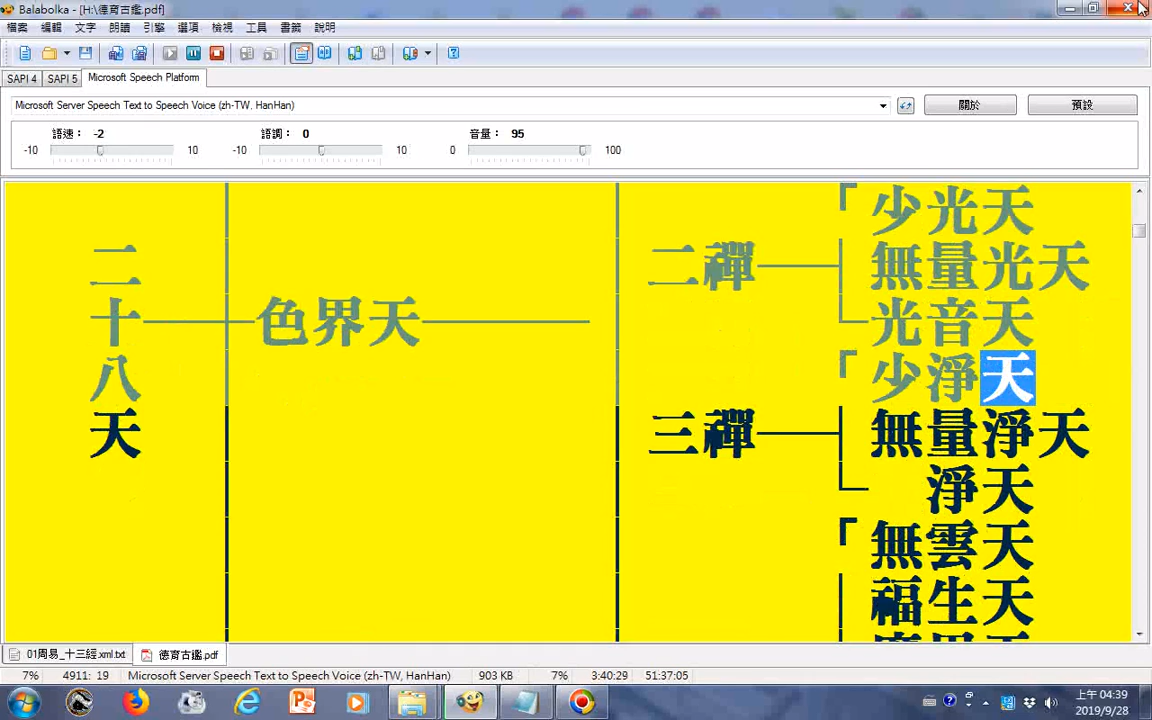 Balabolka - [H:\德育古鑑.pdf]
檔案 編輯 文字 朗讀 引擎 選項 檢視 工具 書籤 說明
SAPI 4 SAPI 5 Microsoft Speech Platform
Microsoft Server Speech Text to Speech Voice (zh-TW, HanHan) 關於 預設
語速： -2 語調： 0 音量： 95
-10 10 -10 10 0 100
少光天
二 二禪 無量光天
十 色界天 光音天
八 少淨天
天 三禪 無量淨天
淨天
無雲天
福生天
01周易_十三經.xml.txt 德育古鑑.pdf
7% 4911: 19 Microsoft Server Speech Text to Speech Voice (zh-TW, HanHan) 903 KB 7% 3:40:29 51:37:05
上午 04:39
2019/9/28